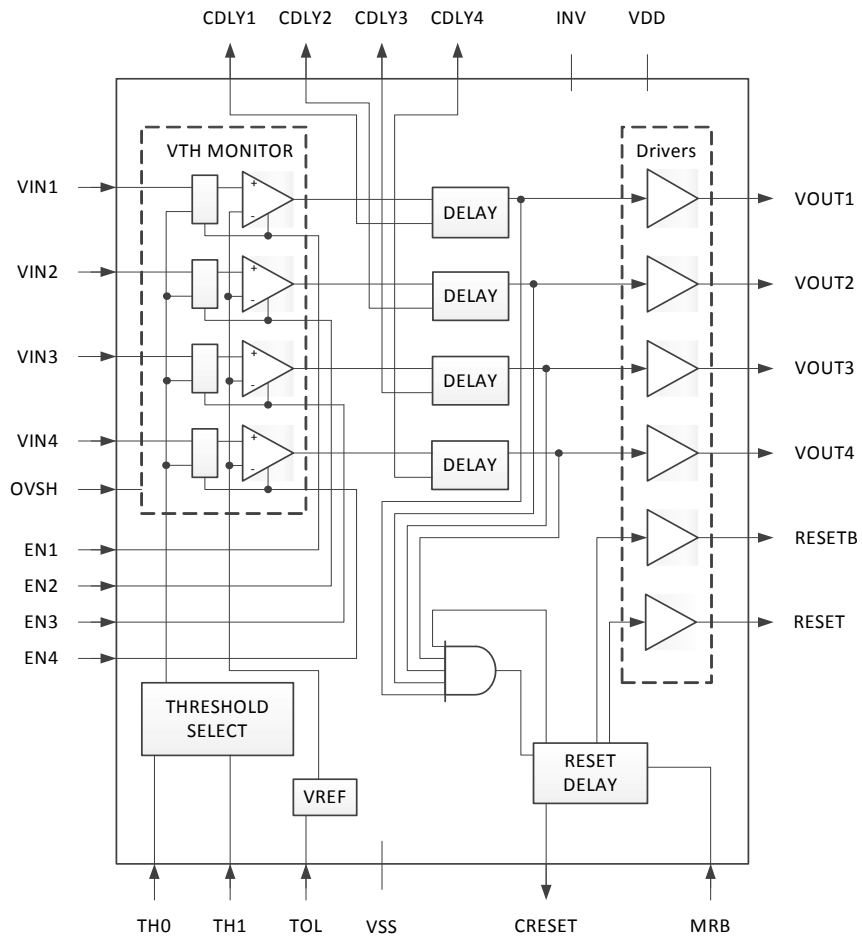 CDLY1 CDLY2 CDLY3 CDLY4 INV VDD
VTH MONITOR
Drivers
VIN1
+
-
DELAY
VOUT1
VIN2
+
-
DELAY
VOUT2
VIN3
+
-
DELAY
VOUT3
VIN4
+
-
DELAY
VOUT4
OVSH
EN1
RESETB
EN2
EN3
RESET
EN4
THRESHOLD
SELECT
VREF
RESET
DELAY
TH0 TH1 TOL VSS CRESET MRB